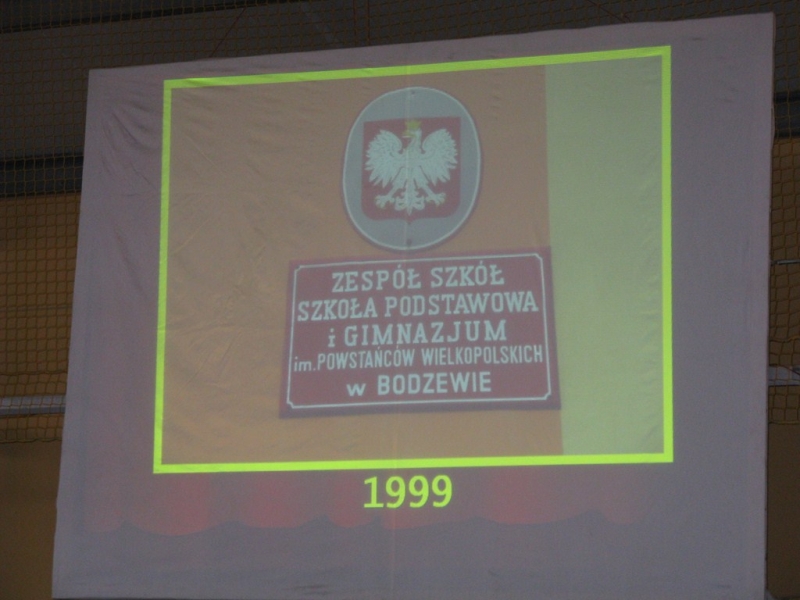 ZESPÓŁ SZKÓŁ
SZKOŁA PODSTAWOWA
i GIMNAZJUM
im. POWSTAŃCÓW WIELKOPOLSKICH
w BODZEWIE
1999